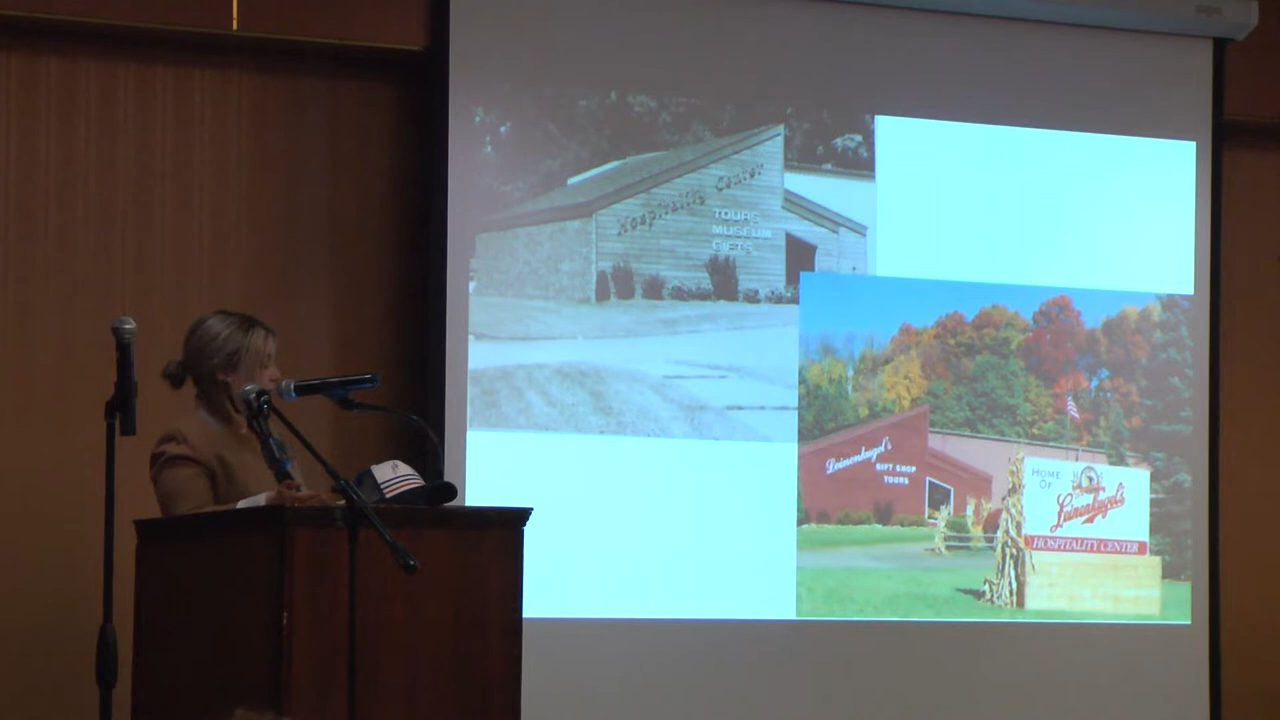 Hospitality Center
TOURS
MUSEUM
GIFTS
Leinenkugel's
GIFT SHOP
TOURS
HOME
OF
Leinenkugel's
HOSPITALITY CENTER